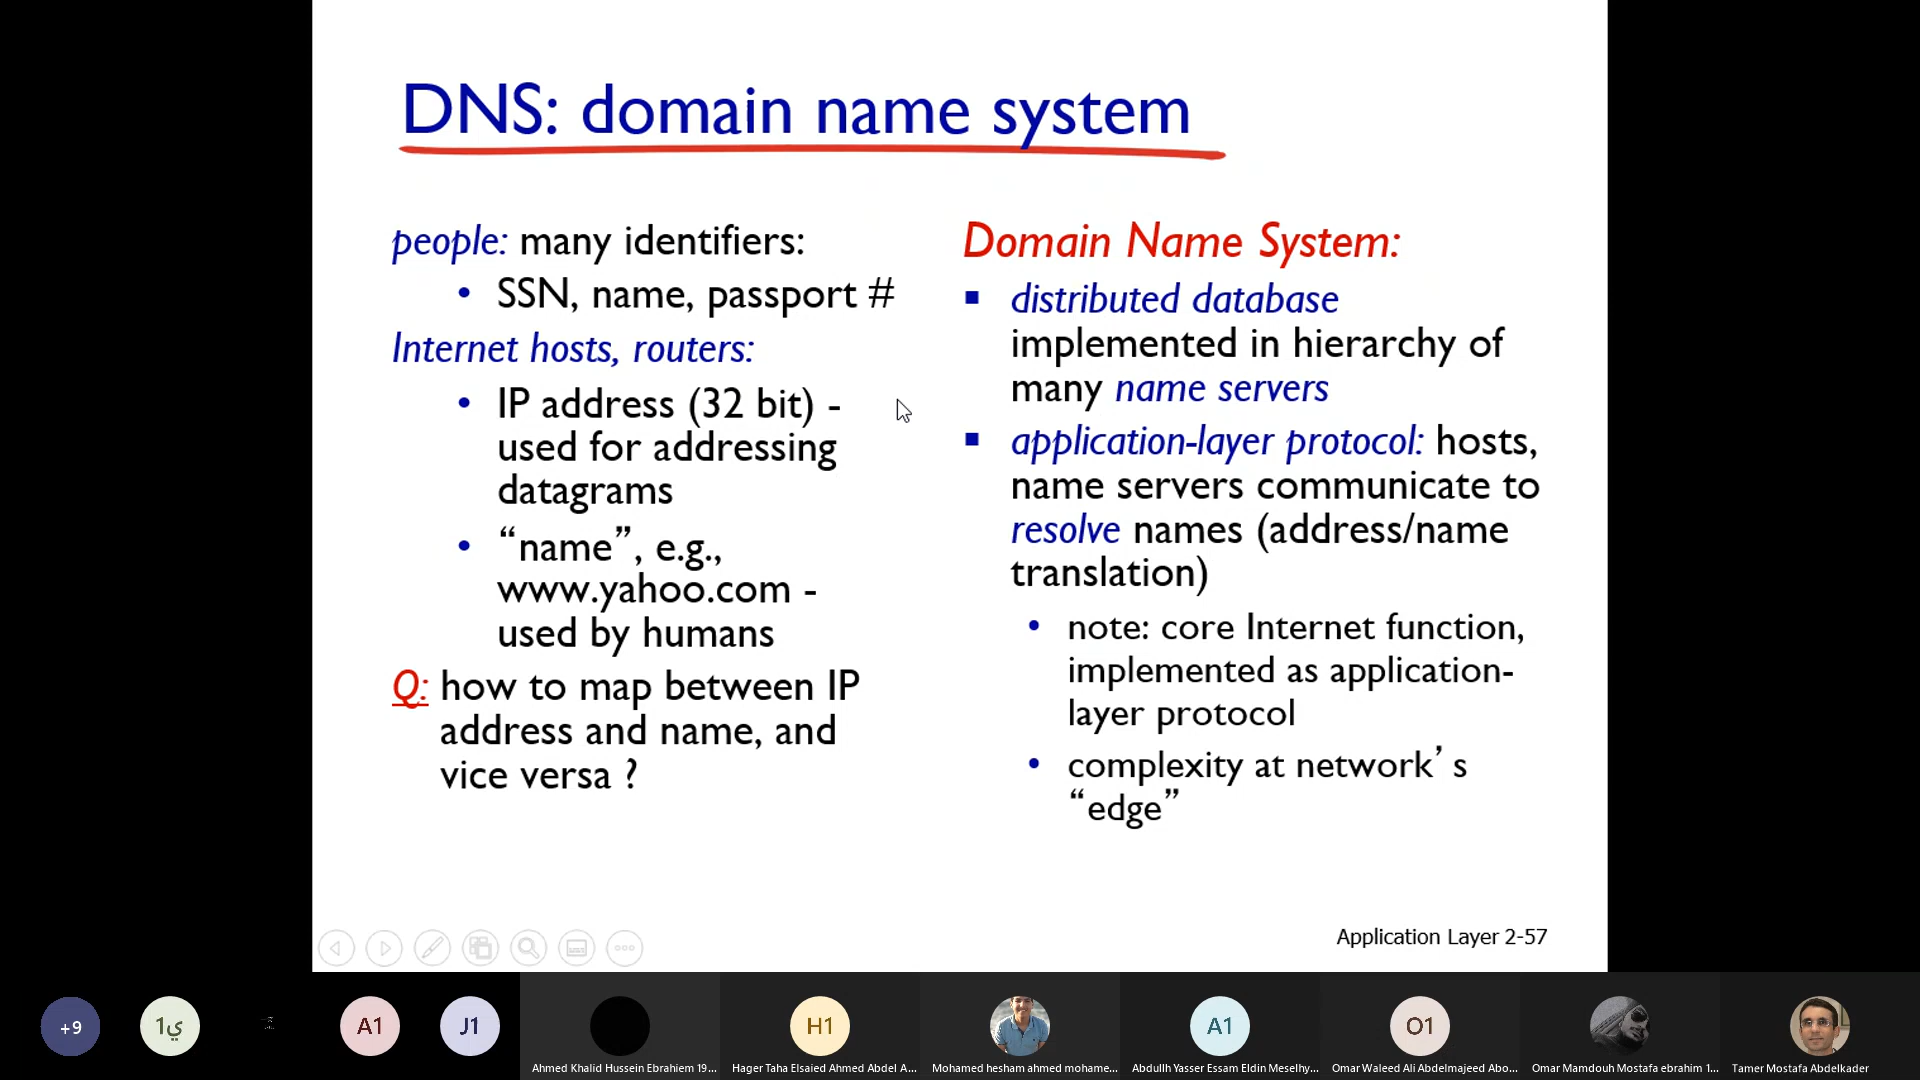 DNS: domain name system
people: many identifiers:
• SSN, name, passport #
Internet hosts, routers:
• IP address (32 bit) -
used for addressing
datagrams
• “name”, e.g.,
www.yahoo.com -
used by humans
Q: how to map between IP
address and name, and
vice versa ?
Domain Name System:
▪ distributed database
implemented in hierarchy of
many name servers
▪ application-layer protocol: hosts,
name servers communicate to
resolve names (address/name
translation)
• note: core Internet function,
implemented as application-
layer protocol
• complexity at network’s
“edge”
Application Layer 2-57
+9
ي1
A1
J1
H1
A1
O1
Ahmed Khalid Hussein Ebrahiem 19...
Hager Taha Elsaied Ahmed Abdel A...
Mohamed hesham ahmed mohame...
Abdullh Yasser Essam Eldin Meselhy...
Omar Waleed Ali Abdelmajeed Abo...
Omar Mamdouh Mostafa ebrahim 1...
Tamer Mostafa Abdelkader